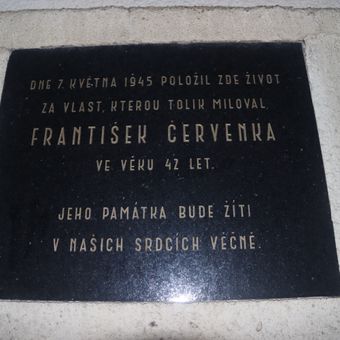 DNE 7. KVĚTNA 1945 POLOŽIL ZDE ŽIVOT
ZA VLAST, KTEROU TOLIK MILOVAL,
FRANTIŠEK ČERVENKA
VE VĚKU 42 LET.
JEHO PAMÁTKA BUDE ŽÍTI
V NAŠICH SRDCÍCH VĚČNĚ.